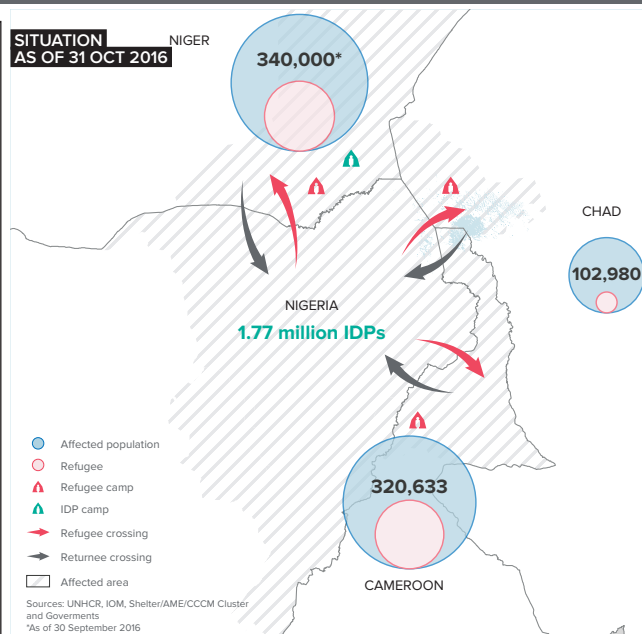 SITUATION
AS OF 31 OCT 2016
NIGER
340,000*
CHAD
102,980
NIGERIA
1.77 million IDPs
320,633
CAMEROON
Affected population
Refugee
Refugee camp
IDP camp
Refugee crossing
Returnee crossing
Affected area
Sources: UNHCR, IOM, Shelter/AME/CCCM Cluster
and Goverments
*As of 30 September 2016